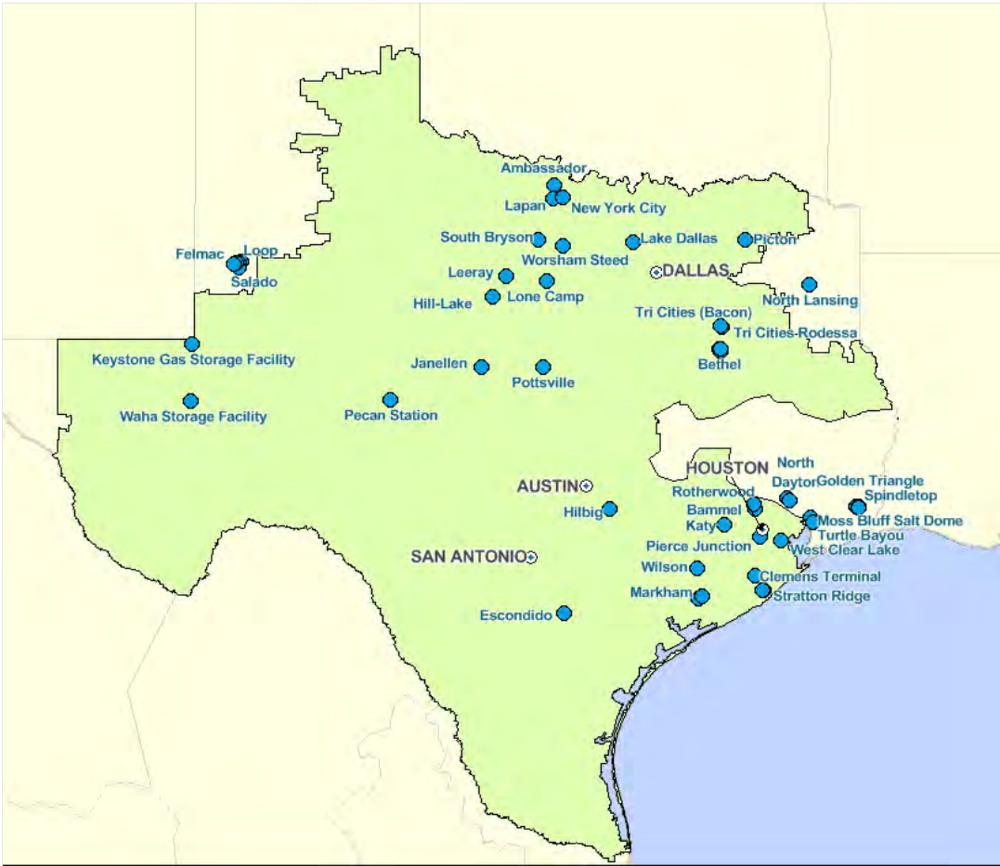 Ambassador
Lapan
New York City
South Bryson
Worsham Steed
Lake Dallas
Picton
Felmac
Loop
Salado
Leeray
Lone Camp
Hill-Lake
DALLAS
North Lansing
Tri Cities (Bacon)
Tri Cities-Rodessa
Bethel
Keystone Gas Storage Facility
Janellen
Pottsville
Waha Storage Facility
Pecan Station
HOUSTON
North
Daytor
Golden Triangle
Spindletop
AUSTIN
Rotherwood
Hilbig
Bammel
Moss Bluff Salt Dome
Katy
Turtle Bayou
Pierce Junction
West Clear Lake
SAN ANTONIO
Wilson
Clemens Terminal
Markham
Stratton Ridge
Escondido